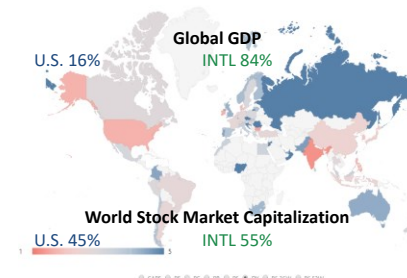 Global GDP
U.S. 16% INTL 84%
World Stock Market Capitalization
U.S. 45% INTL 55%
1 5